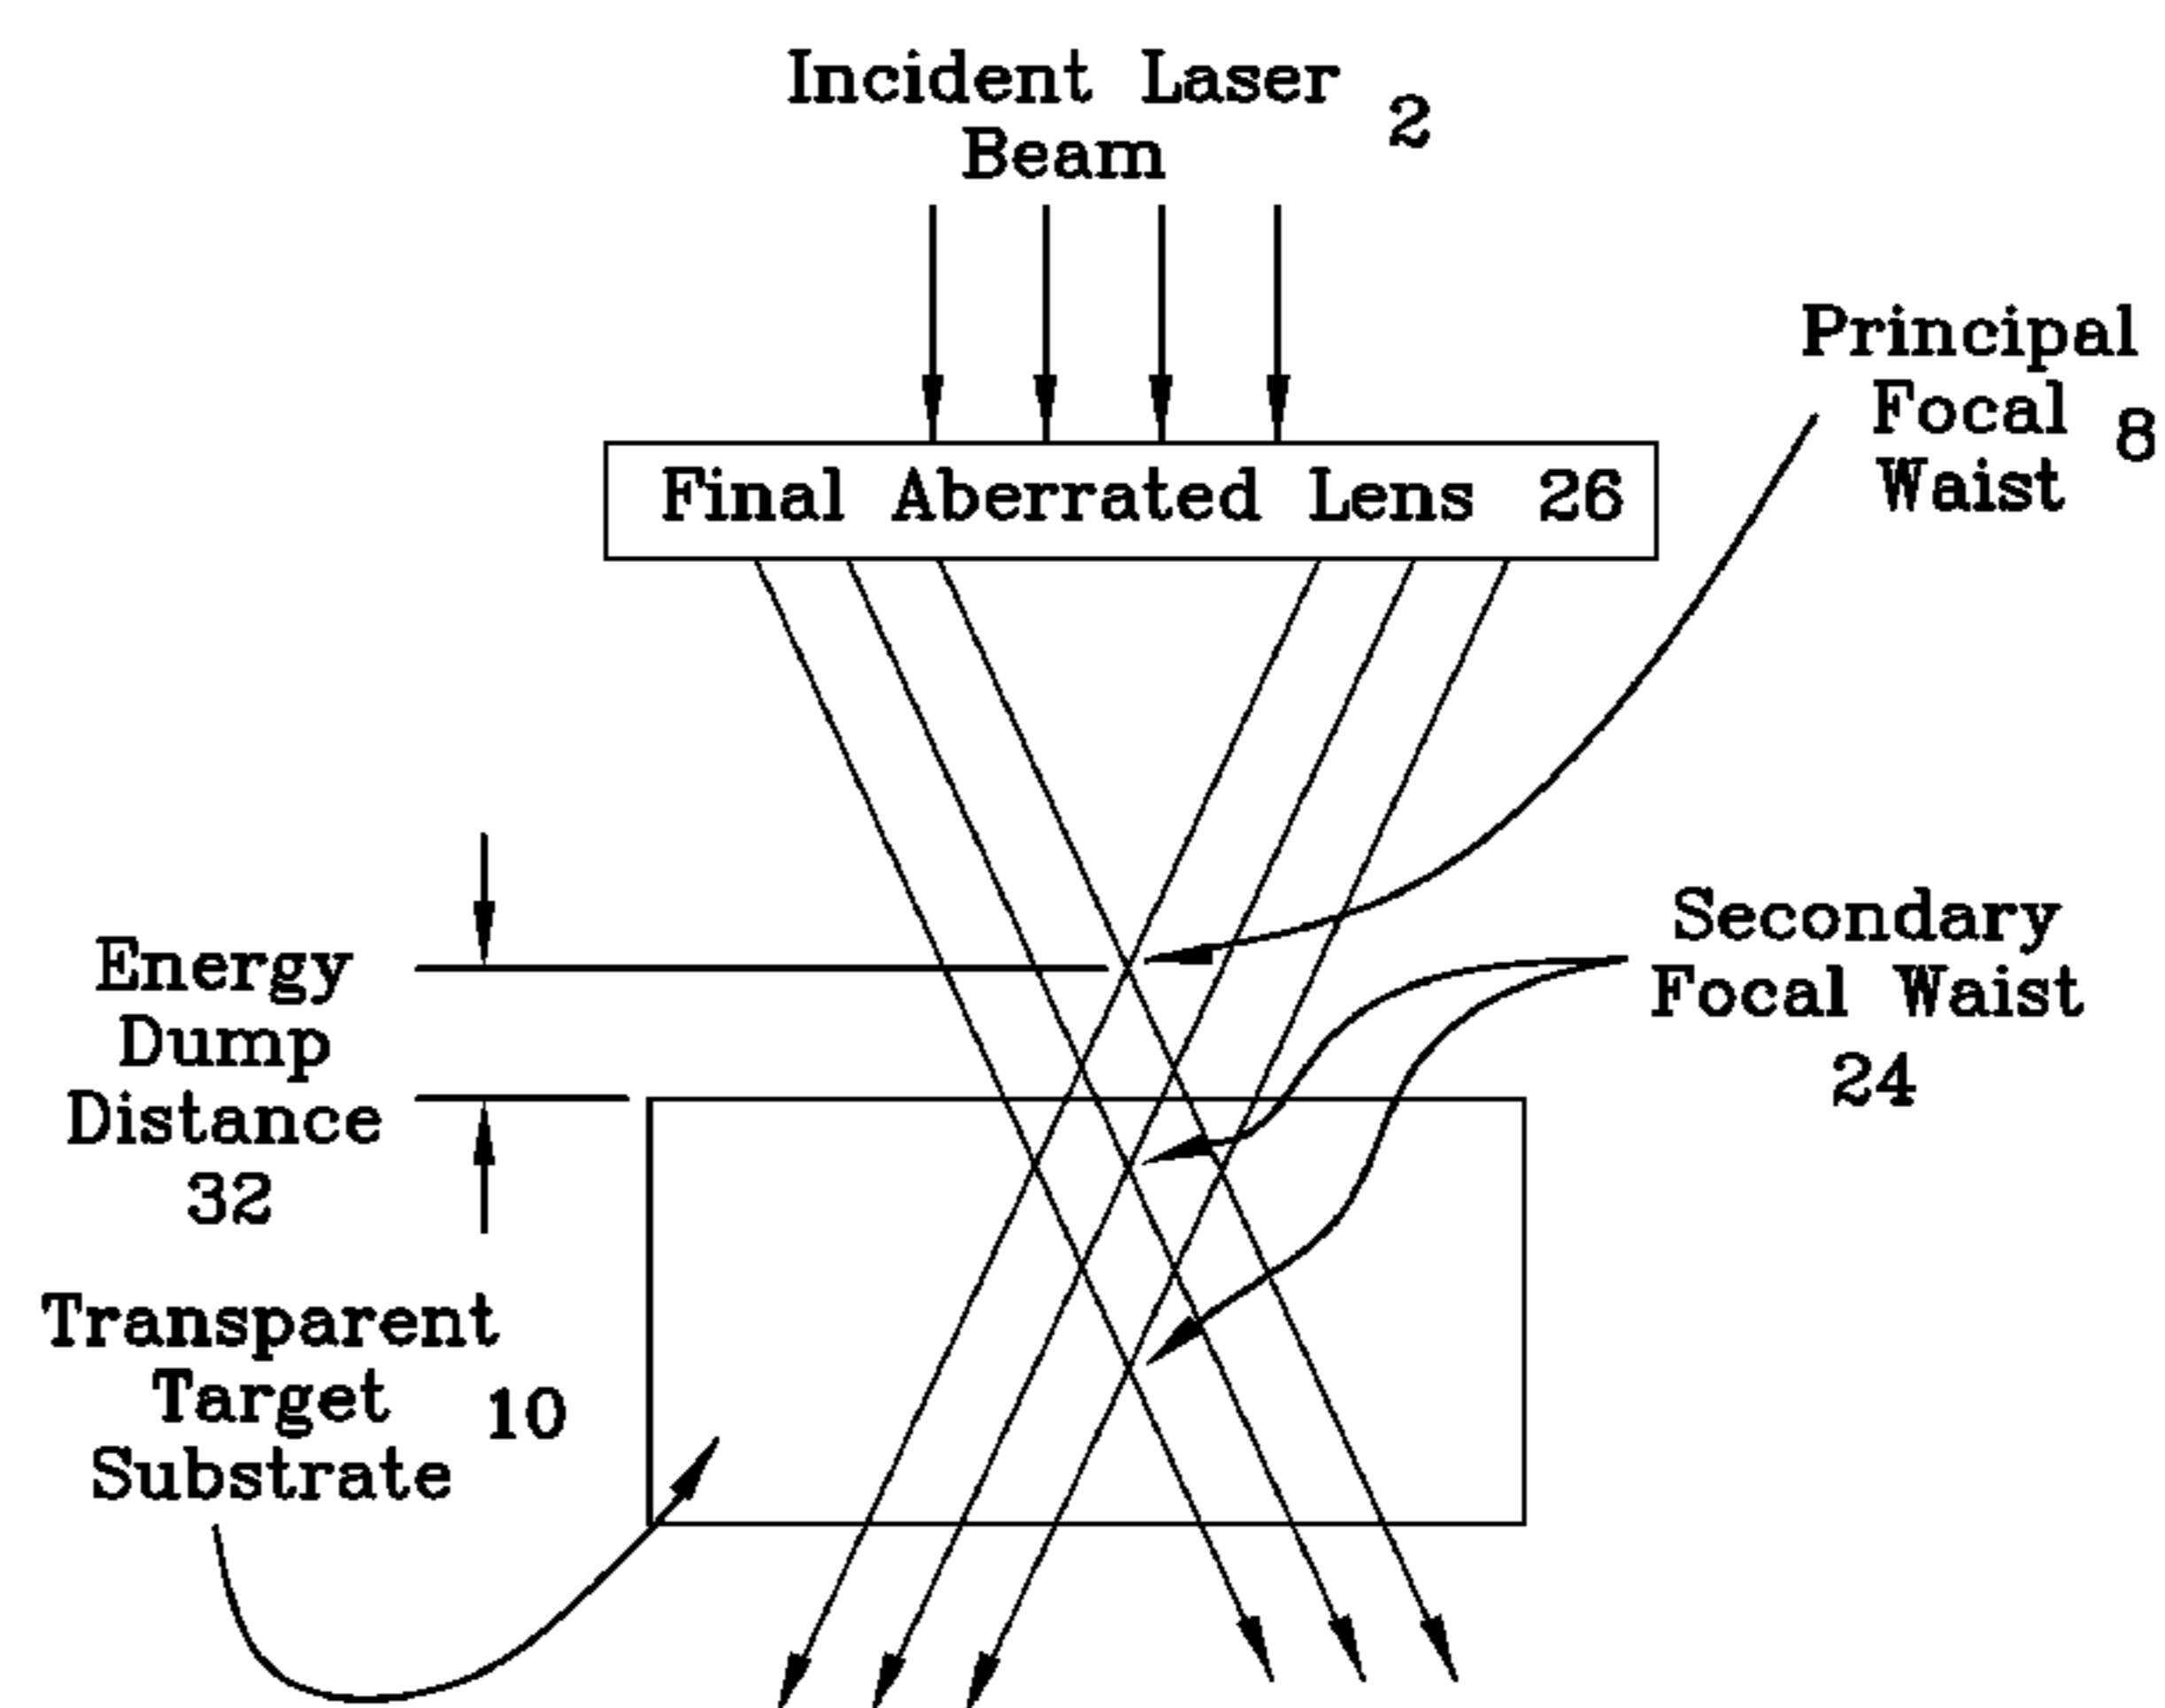 Incident Laser
Beam 2
Final Aberrated Lens 26
Principal
Focal 8
Waist
Secondary
Focal Waist
24
Energy
Dump
Distance
32
Transparent
Target 10
Substrate